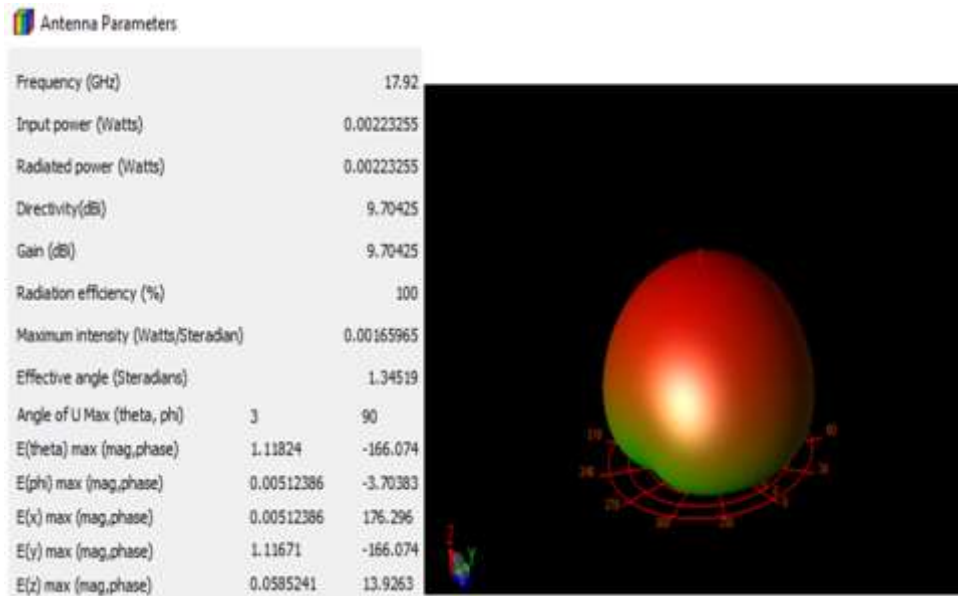 Antenna Parameters
Frequency (GHz) 17.92
Input power (Watts) 0.00223255
Radiated power (Watts) 0.00223255
Directivity(dBi) 9.70425
Gain (dBi) 9.70425
Radiation efficiency (%) 100
Maximum intensity (Watts/Steradian) 0.00165965
Effective angle (Steradians) 1.34519
Angle of U Max (theta, phi) 3 90
E(theta) max (mag,phase) 1.11824 -166.074
E(phi) max (mag,phase) 0.00512386 -3.70383
E(x) max (mag,phase) 0.00512386 176.296
E(y) max (mag,phase) 1.11671 -166.074
E(z) max (mag,phase) 0.0585241 13.9263